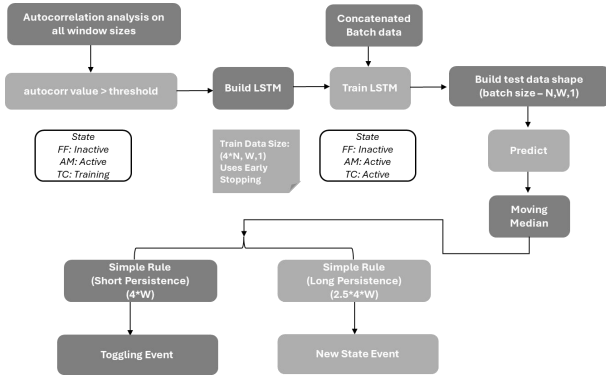 Autocorrelation analysis on
all window sizes
Concatenated
Batch data
autocorr value > threshold
Build LSTM
Train LSTM
Build test data shape
(batch size – N,W,1)
State
FF: Inactive
AM: Active
TC: Training
Train Data Size:
(4*N, W,1)
Uses Early
Stopping
State
FF: Inactive
AM: Active
TC: Active
Predict
Moving
Median
Simple Rule
(Short Persistence)
(4*W)
Simple Rule
(Long Persistence)
(2.5*4*W)
Toggling Event
New State Event